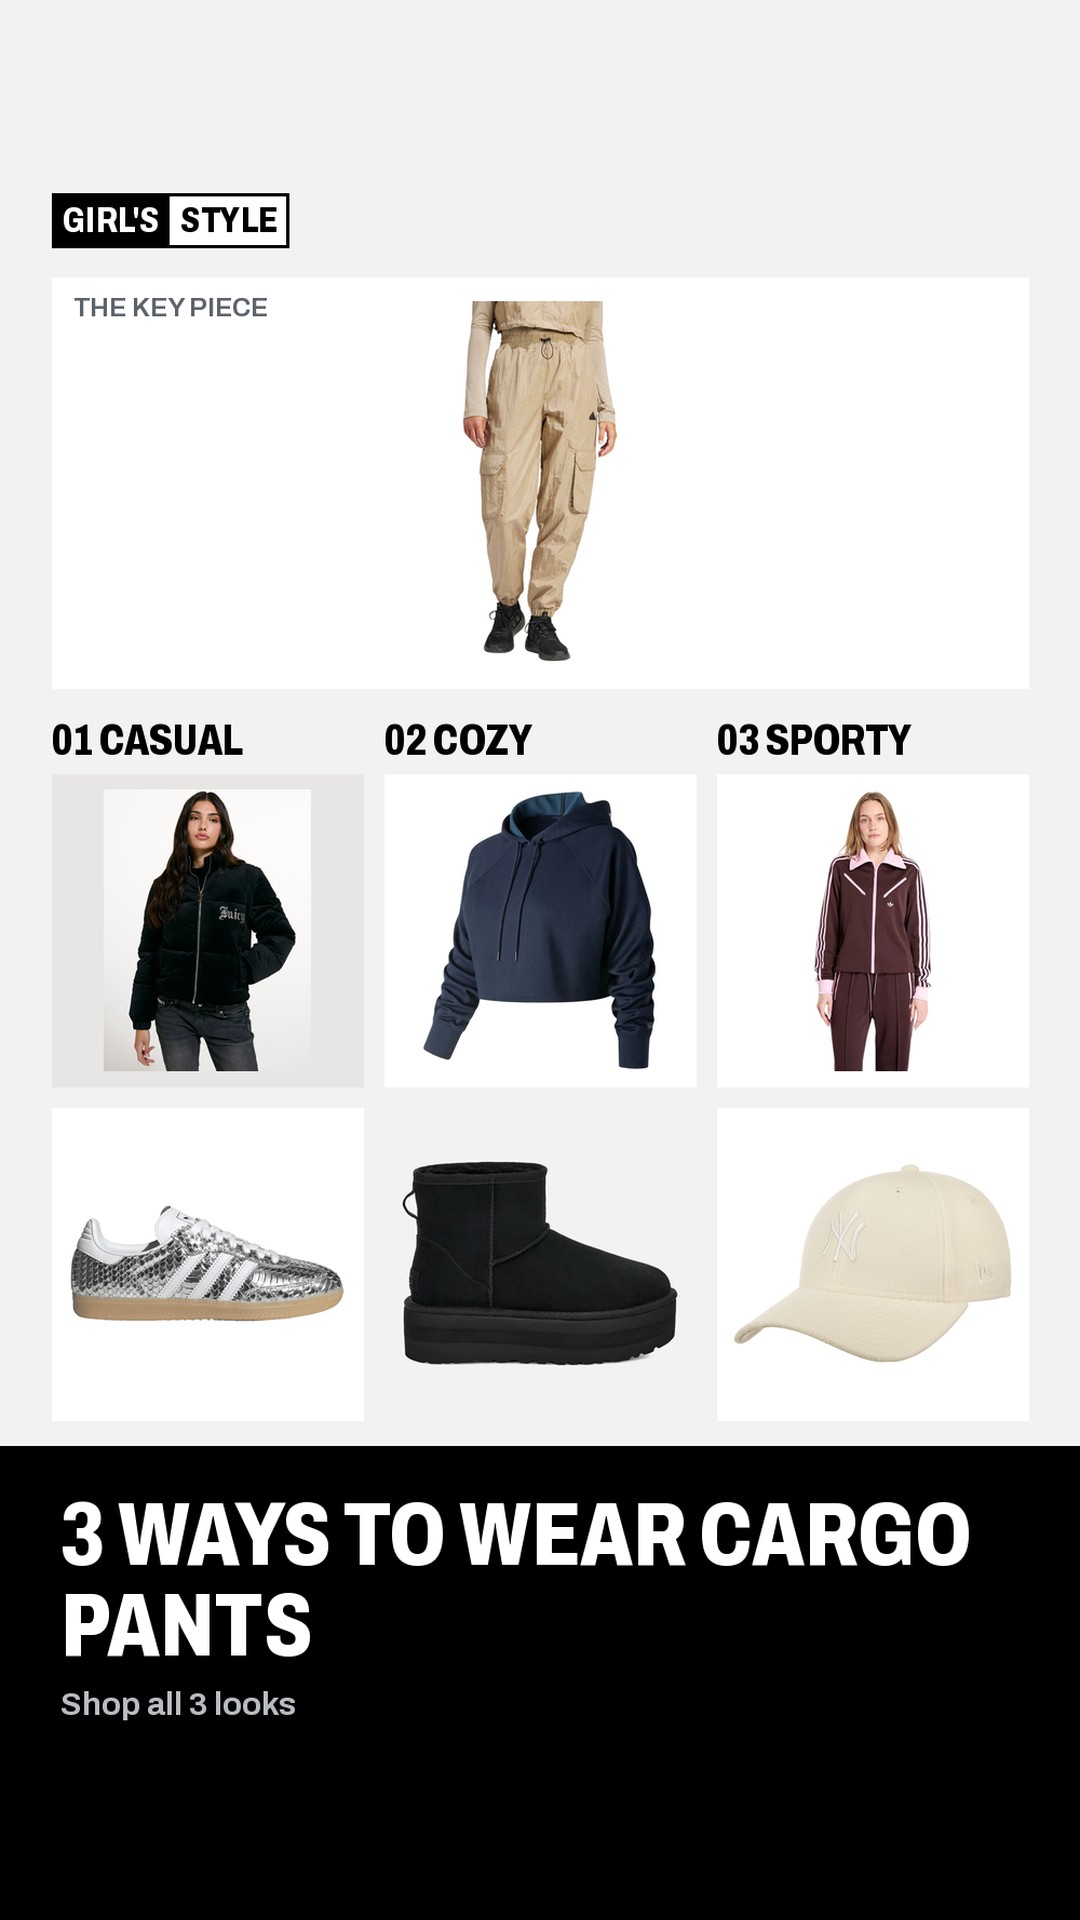 GIRL'S STYLE
THE KEY PIECE
01 CASUAL
02 COZY
03 SPORTY
Juicy
NY
3 WAYS TO WEAR CARGO
PANTS
Shop all 3 looks